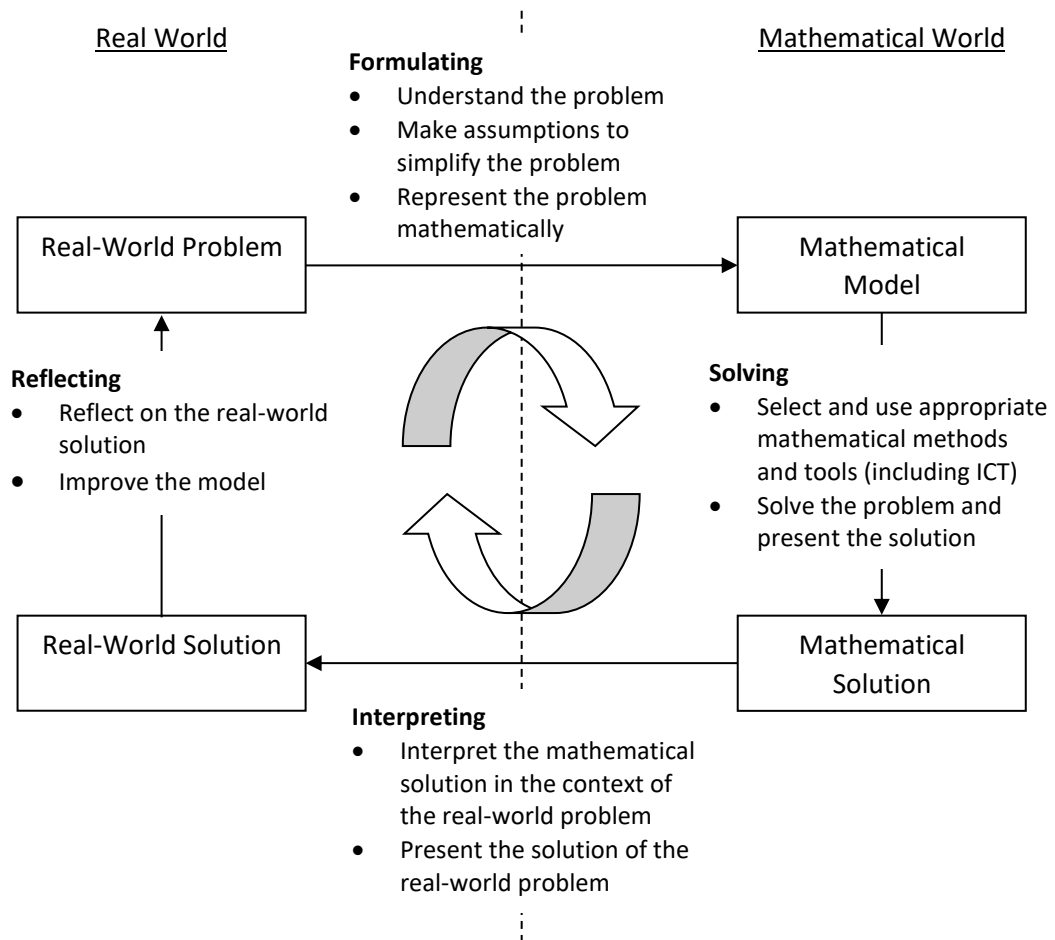 Real World
Mathematical World
Formulating
• Understand the problem
• Make assumptions to
simplify the problem
• Represent the problem
mathematically
Real-World Problem
Mathematical
Model
Reflecting
• Reflect on the real-world
solution
• Improve the model
Solving
• Select and use appropriate
mathematical methods
and tools (including ICT)
• Solve the problem and
present the solution
Real-World Solution
Mathematical
Solution
Interpreting
• Interpret the mathematical
solution in the context of
the real-world problem
• Present the solution of the
real-world problem